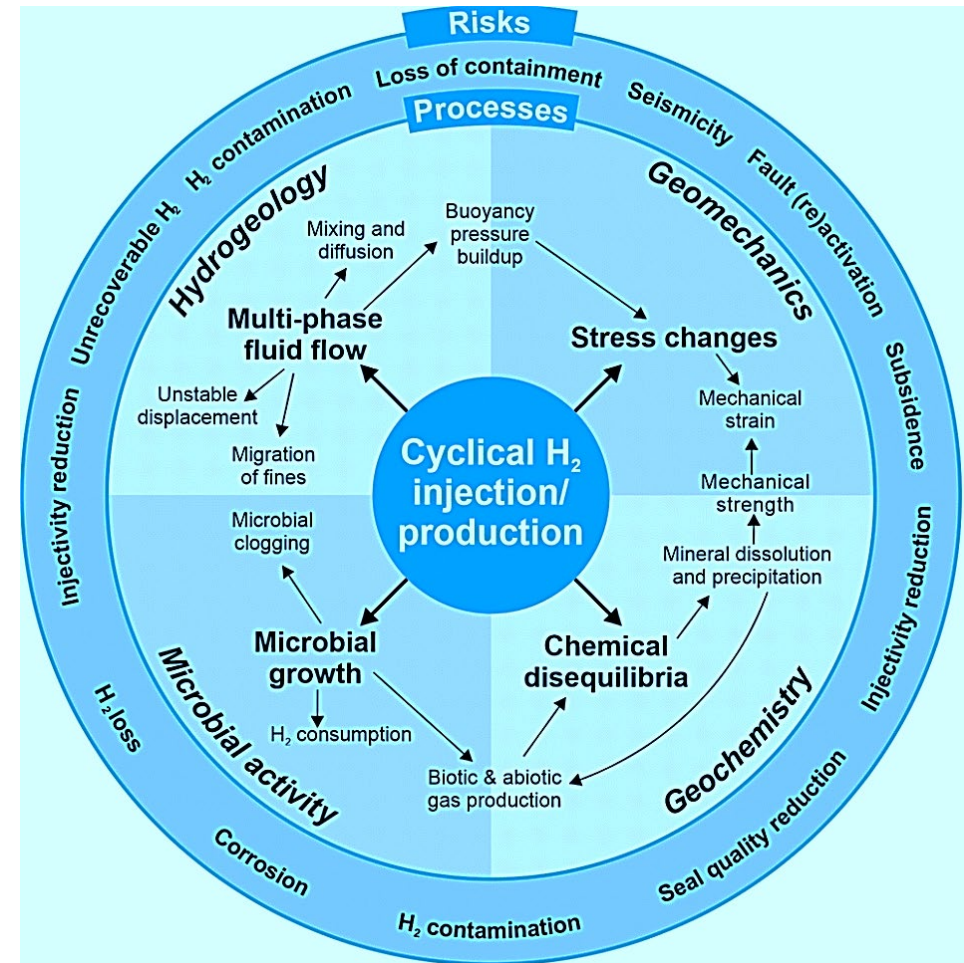 Risks
Loss of containment
Seismicity
Fault (re)activation
Subsidence
Injectivity reduction
Seal quality reduction
H₂ contamination
Corrosion
H₂ loss
Injectivity reduction
Unrecoverable H₂
H₂ contamination
Processes
Hydrogeology
Geomechanics
Geochemistry
Microbial activity
Mixing and
diffusion
Buoyancy
pressure
buildup
Multi-phase
fluid flow
Unstable
displacement
Migration
of fines
Stress changes
Mechanical
strain
Mechanical
strength
Mineral dissolution
and precipitation
Cyclical H₂
injection/
production
Microbial
clogging
Microbial
growth
H₂ consumption
Chemical
disequilibria
Biotic & abiotic
gas production